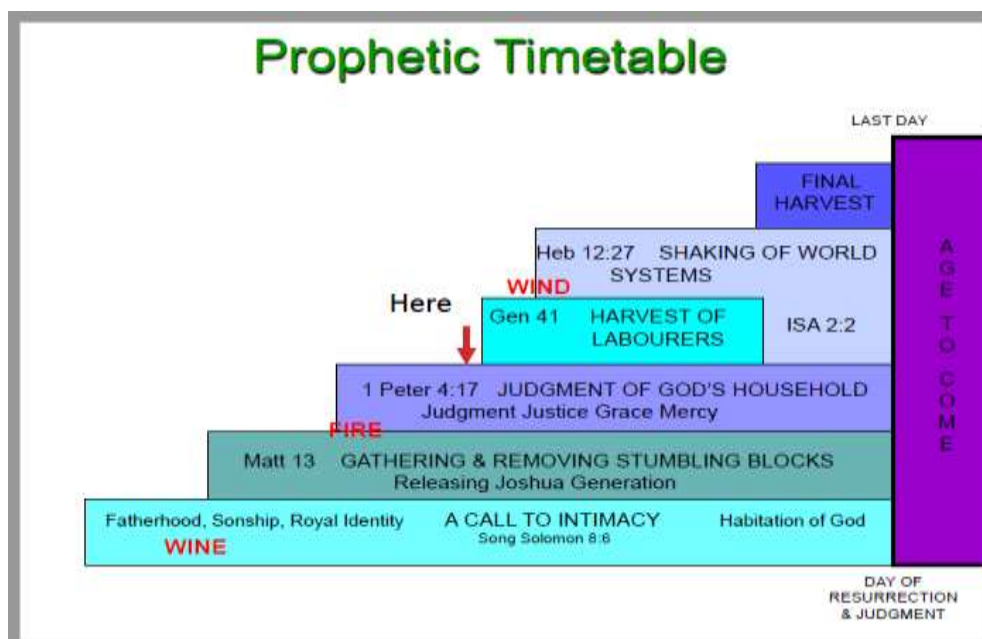 Prophetic Timetable
LAST DAY
FINAL
HARVEST
Heb 12:27 SHAKING OF WORLD
SYSTEMS
WIND
Here
Gen 41 HARVEST OF
LABOURERS
ISA 2:2
1 Peter 4:17 JUDGMENT OF GOD'S HOUSEHOLD
Judgment Justice Grace Mercy
FIRE
Matt 13 GATHERING & REMOVING STUMBLING BLOCKS
Releasing Joshua Generation
Fatherhood, Sonship, Royal Identity A CALL TO INTIMACY Habitation of God
Song Solomon 8:6
WINE
AGE TO COME
DAY OF
RESURRECTION
& JUDGMENT